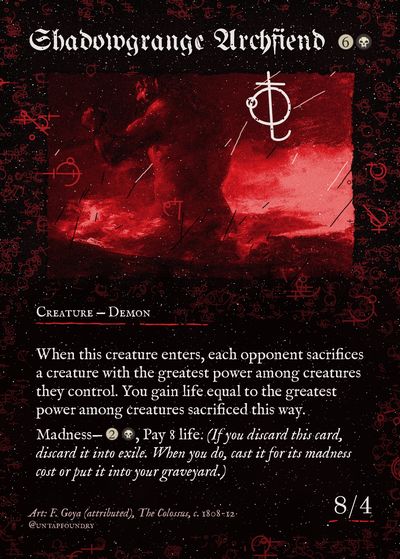 Shadowgrange Archfiend 6
Creature — Demon
When this creature enters, each opponent sacrifices
a creature with the greatest power among creatures
they control. You gain life equal to the greatest
power among creatures sacrificed this way.
Madness— 2 , Pay 8 life. (If you discard this card,
discard it into exile. When you do, cast it for its madness
cost or put it into your graveyard.)
Art: F. Goya (attributed), The Colossus, c. 1808-12.
@untapfoundry
8/4